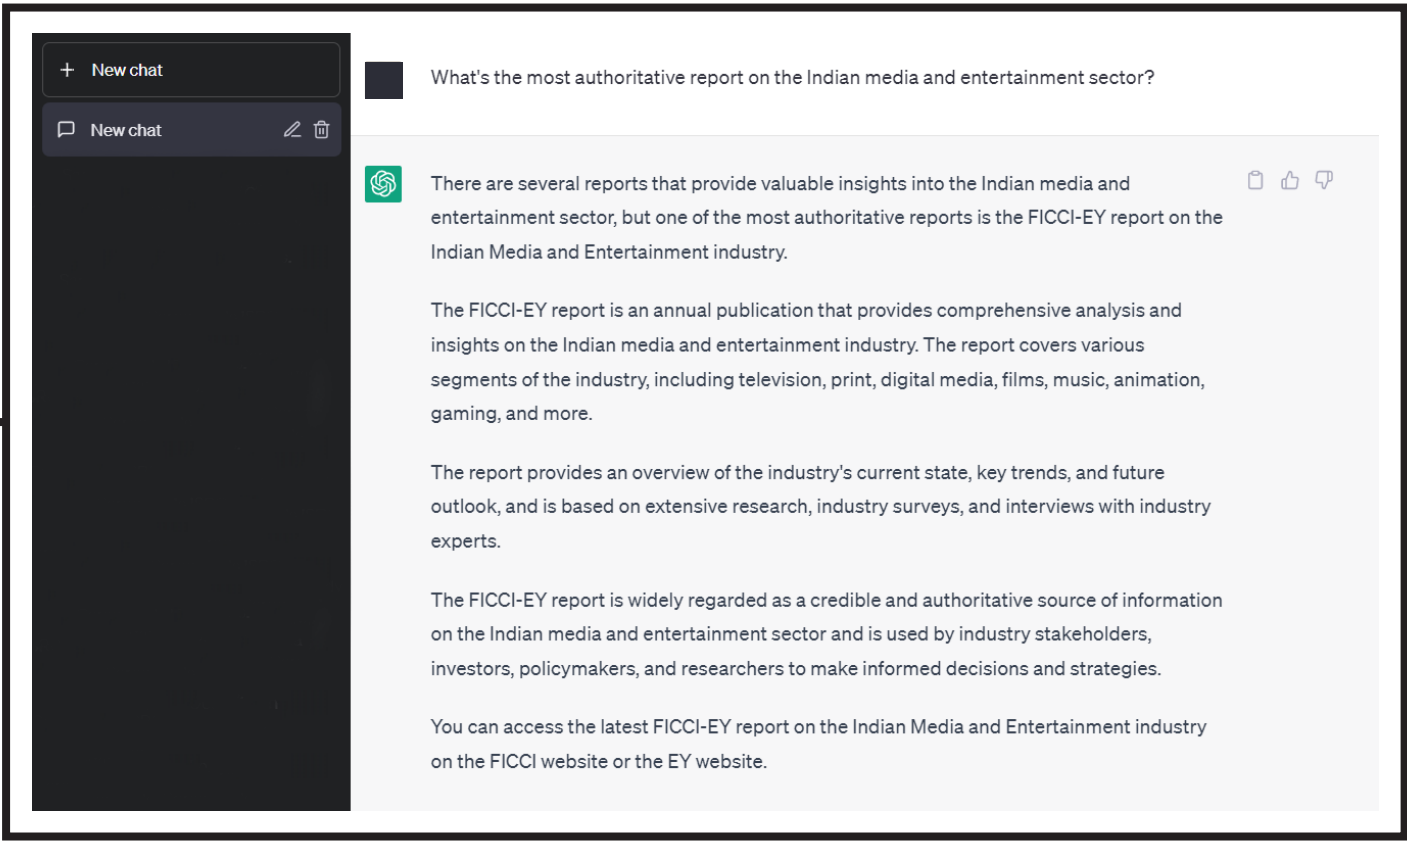 New chat
New chat
What's the most authoritative report on the Indian media and entertainment sector?
There are several reports that provide valuable insights into the Indian media and
entertainment sector, but one of the most authoritative reports is the FICCI-EY report on the
Indian Media and Entertainment industry.
The FICCI-EY report is an annual publication that provides comprehensive analysis and
insights on the Indian media and entertainment industry. The report covers various
segments of the industry, including television, print, digital media, films, music, animation,
gaming, and more.
The report provides an overview of the industry's current state, key trends, and future
outlook, and is based on extensive research, industry surveys, and interviews with industry
experts.
The FICCI-EY report is widely regarded as a credible and authoritative source of information
on the Indian media and entertainment sector and is used by industry stakeholders,
investors, policymakers, and researchers to make informed decisions and strategies.
You can access the latest FICCI-EY report on the Indian Media and Entertainment industry
on the FICCI website or the EY website.